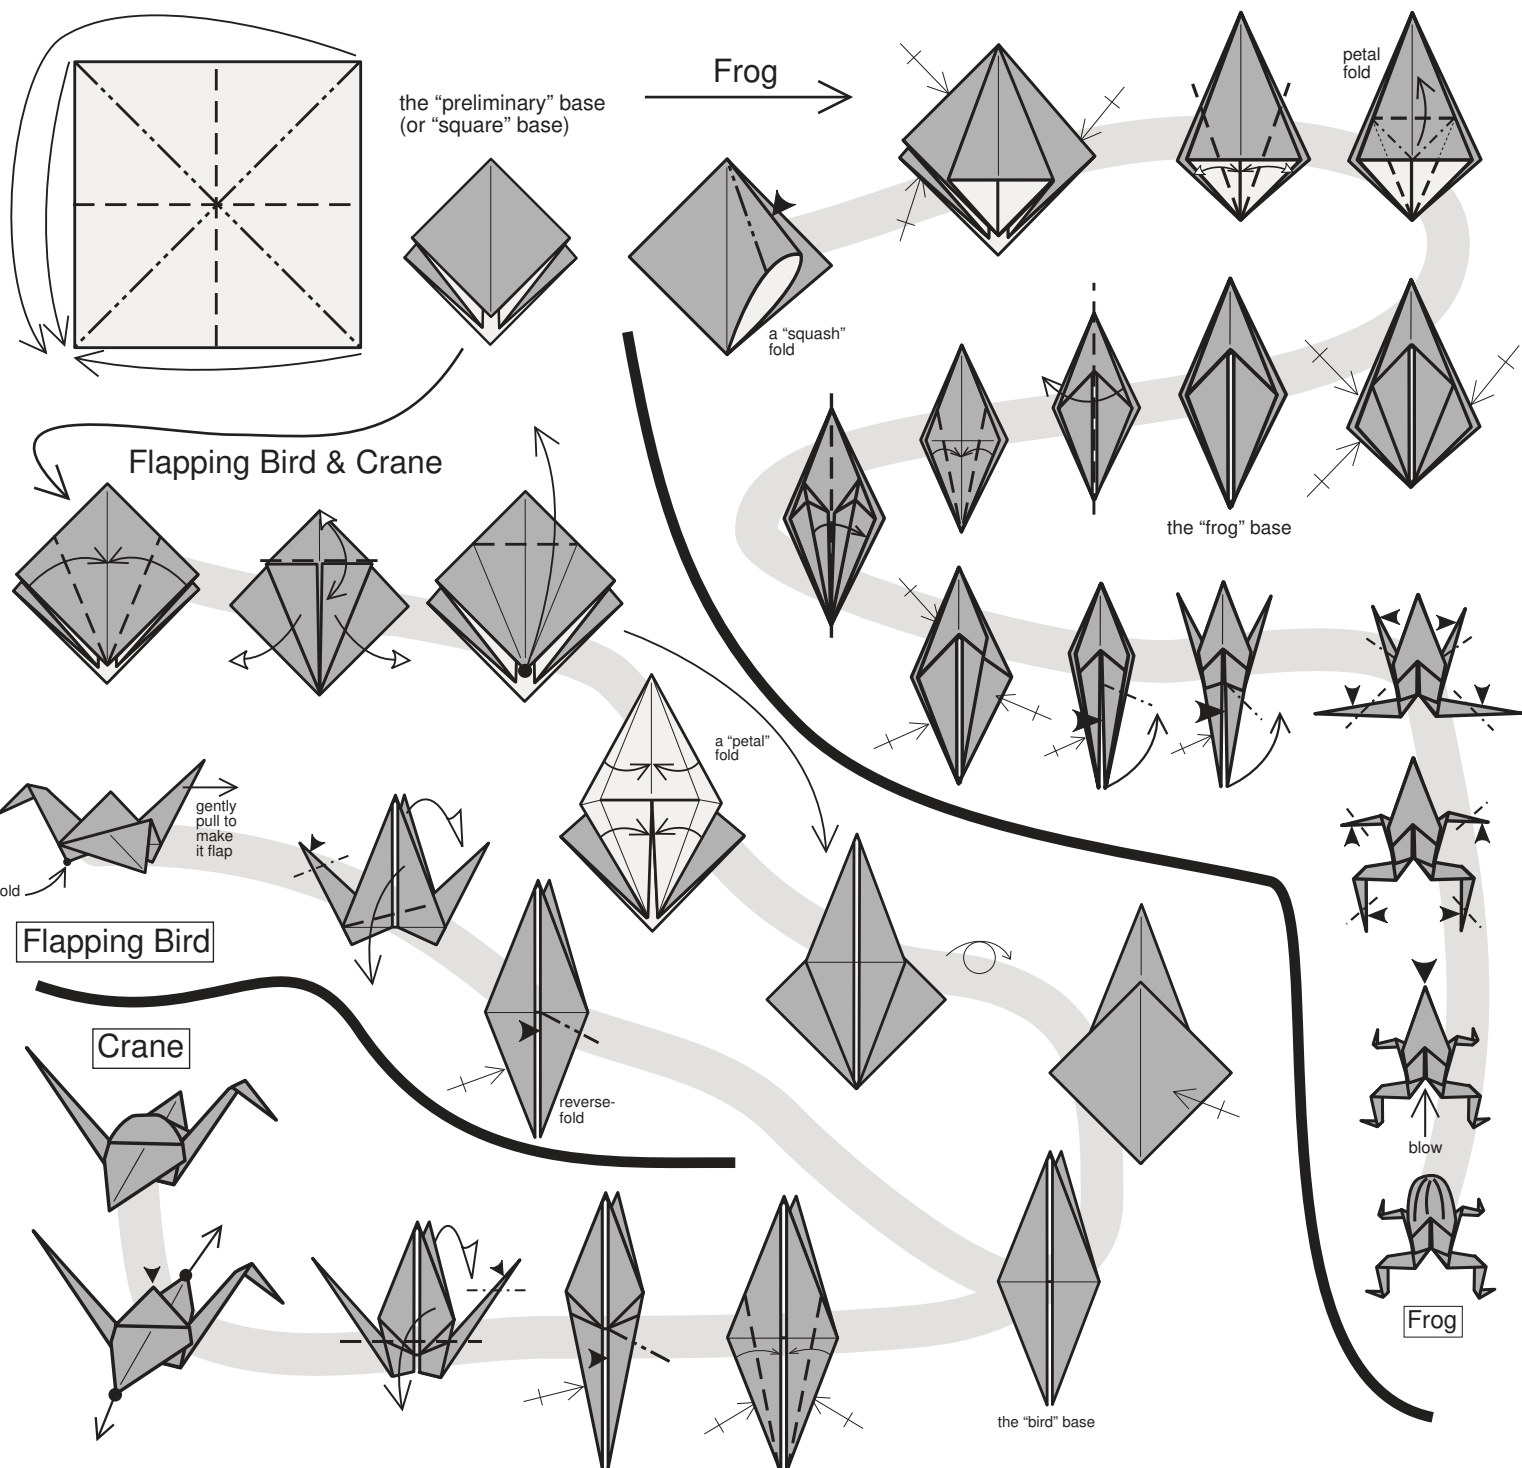 the “preliminary” base
(or “square” base)
Frog
petal
fold
a “squash”
fold
Flapping Bird & Crane
the “frog” base
a “petal”
fold
gently
pull to
make
it flap
old
Flapping Bird
Crane
reverse-
fold
blow
Frog
the “bird” base